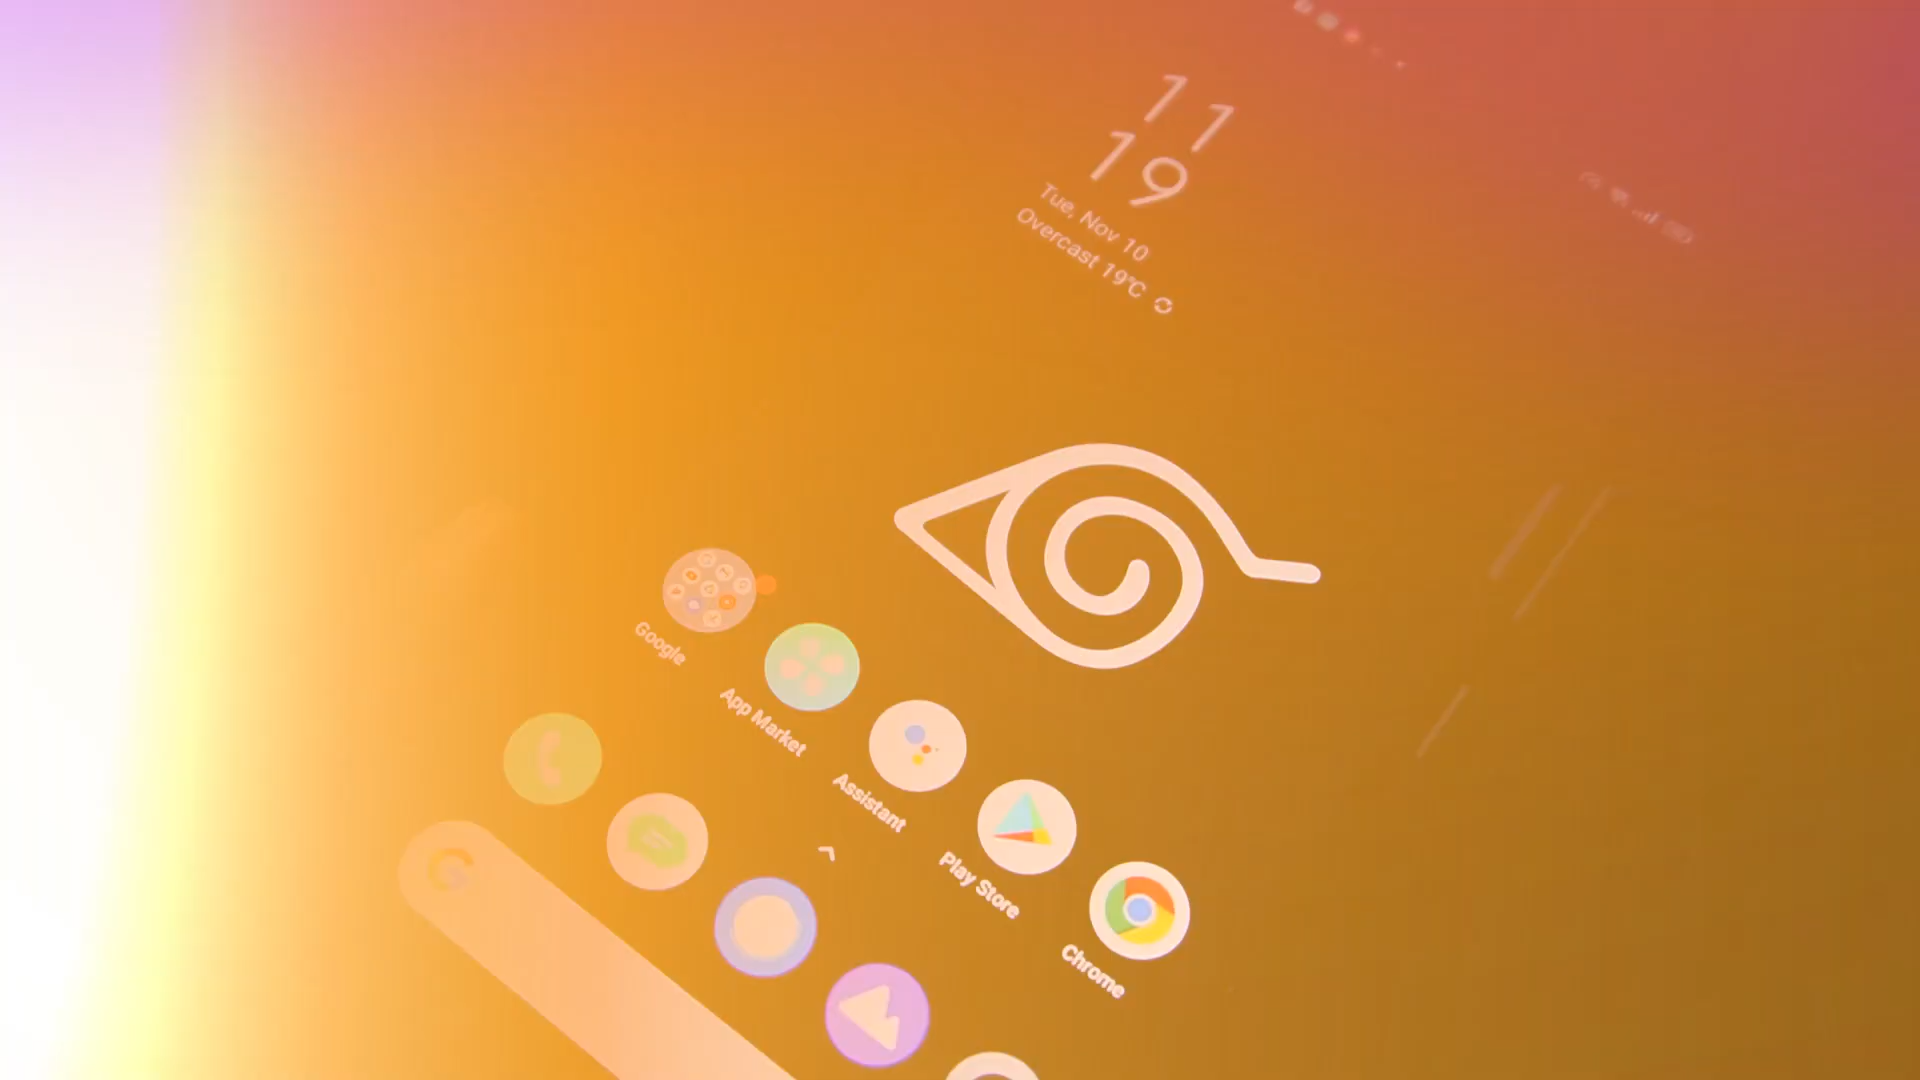 11
19
Tue, Nov 10
Overcast 19°C
Google
App Market
Assistant
Play Store
Chrome